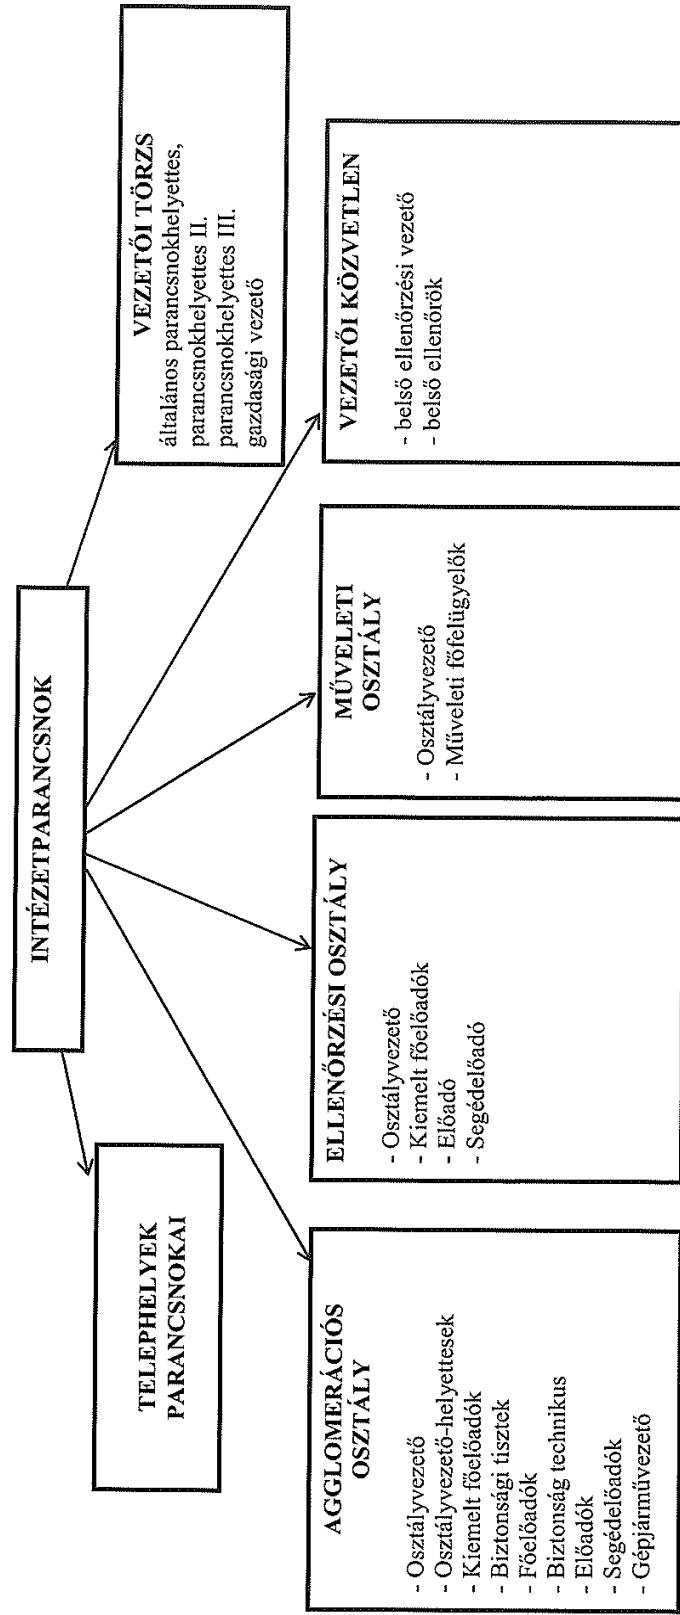 INTÉZETPARANCSNOK
TELEPHELYEK
PARANCSNOKAI
VEZETŐI TÖRZS
általános parancsnokhelyettes,
parancsnokhelyettes II.
parancsnokhelyettes III.
gazdasági vezető
AGGLOMERÁCIÓS
OSZTÁLY
- Osztályvezető
- Osztályvezető-helyettesek
- Kiemelt főelőadók
- Biztonsági tisztek
- Főelőadók
- Biztonság technikus
- Előadók
- Segédelőadók
- Gépjárművezető
ELLENŐRZÉSI OSZTÁLY
- Osztályvezető
- Kiemelt főelőadók
- Előadó
- Segédelőadó
MŰVELETI
OSZTÁLY
- Osztályvezető
- Műveleti főfelügyelők
VEZETŐI KÖZVETLEN
- belső ellenőrzési vezető
- belső ellenőrök